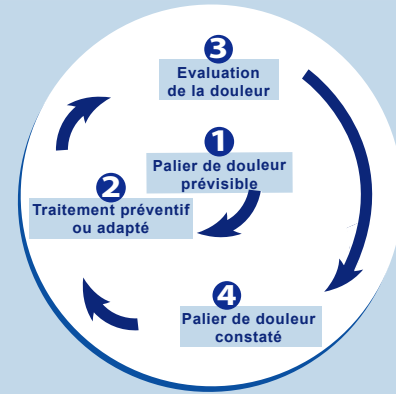 3
Evaluation
de la douleur
1
Palier de douleur
prévisible
2
Traitement préventif
ou adapté
4
Palier de douleur
constaté